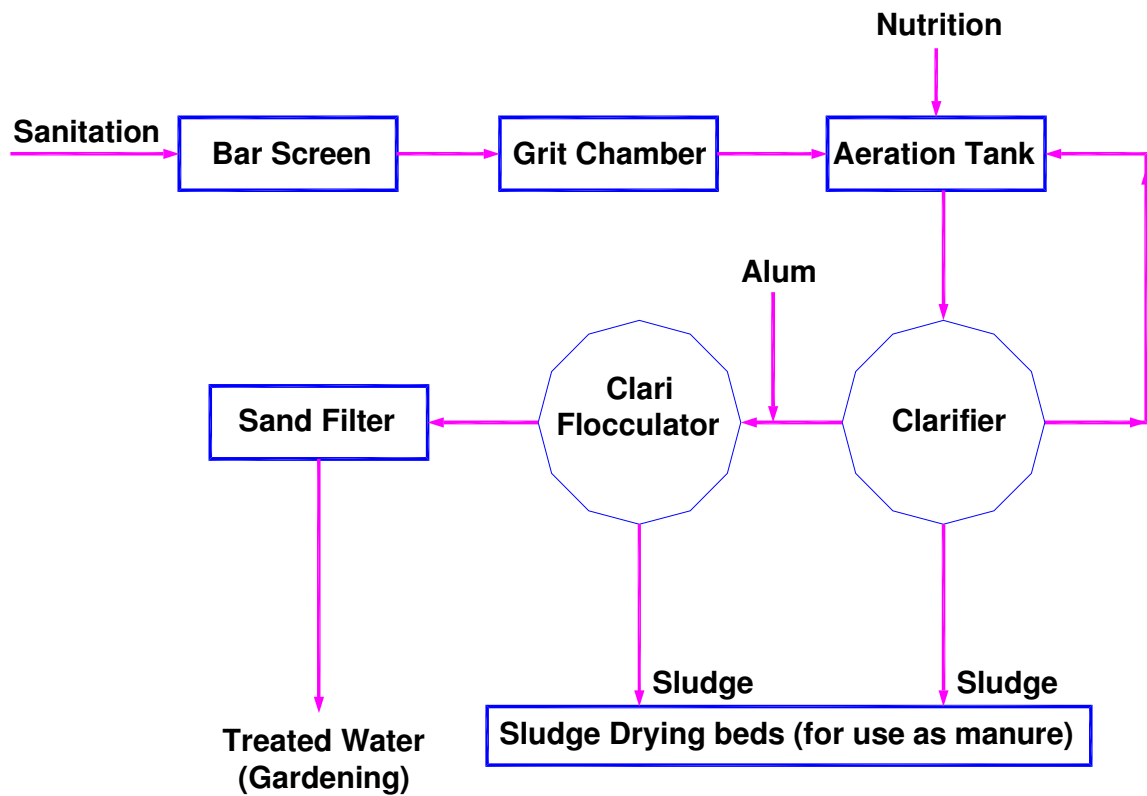 Nutrition
Sanitation
Bar Screen
Grit Chamber
Aeration Tank
Alum
Clari
Flocculator
Sand Filter
Clarifier
Sludge
Sludge
Sludge Drying beds (for use as manure)
Treated Water
(Gardening)